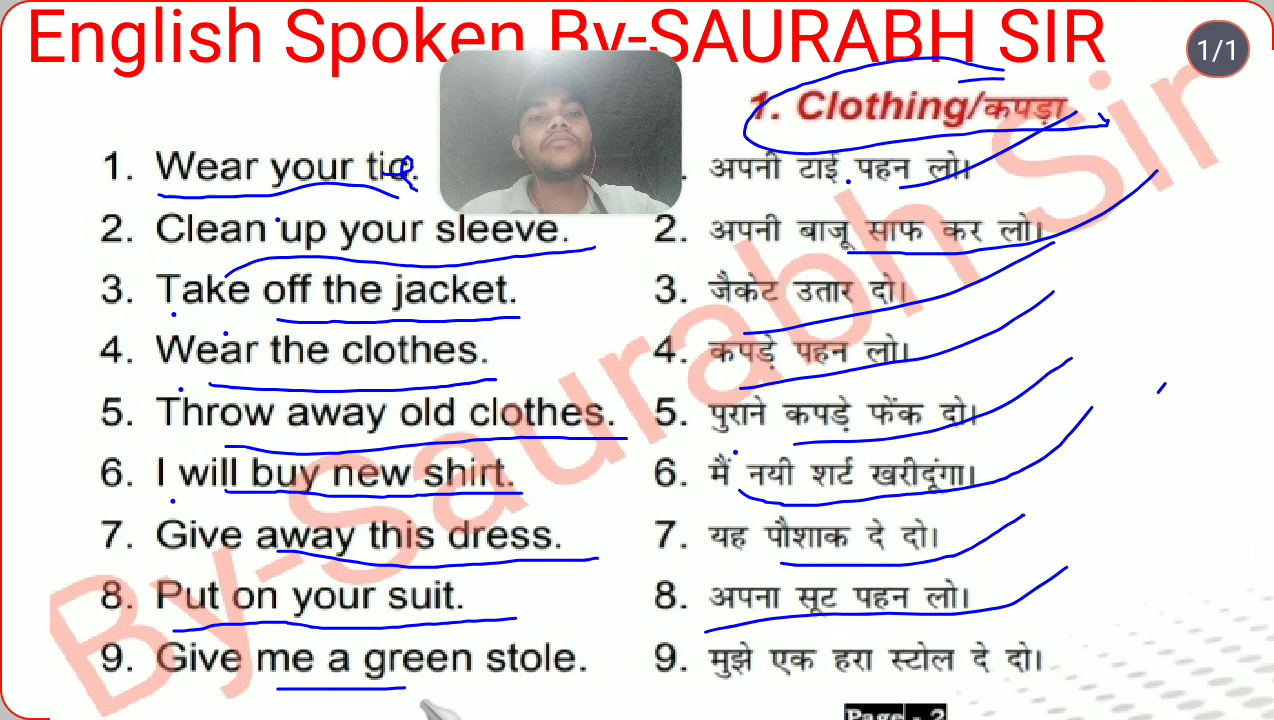 English Spoken By-SAURABH SIR
1/1
1. Clothing/कपड़ा
1. Wear your tie. अपनी टाई पहन लो।
2. Clean up your sleeve. 2. अपनी बाजू साफ कर लो।
3. Take off the jacket. 3. जैकेट उतार दो।
4. Wear the clothes. 4. कपड़े पहन लो।
5. Throw away old clothes. 5. पुराने कपड़े फेंक दो।
6. I will buy new shirt. 6. मैं नयी शर्ट खरीदूंगा।
7. Give away this dress. 7. यह पौशाक दे दो।
8. Put on your suit. 8. अपना सूट पहन लो।
9. Give me a green stole. 9. मुझे एक हरा स्टोल दे दो।
By-Saurabh Sir
Page - 2